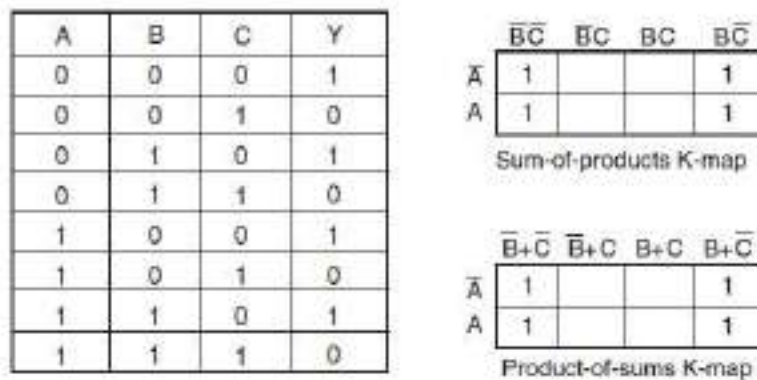 A B C Y
0 0 0 1
0 0 1 0
0 1 0 1
0 1 1 0
1 0 0 1
1 0 1 0
1 1 0 1
1 1 1 0
B̅C̅ B̅C BC BC̅
A̅ 1 1
A 1 1
Sum-of-products K-map
B̅+C̅ B̅+C B+C B+C̅
A̅ 1 1
A 1 1
Product-of-sums K-map